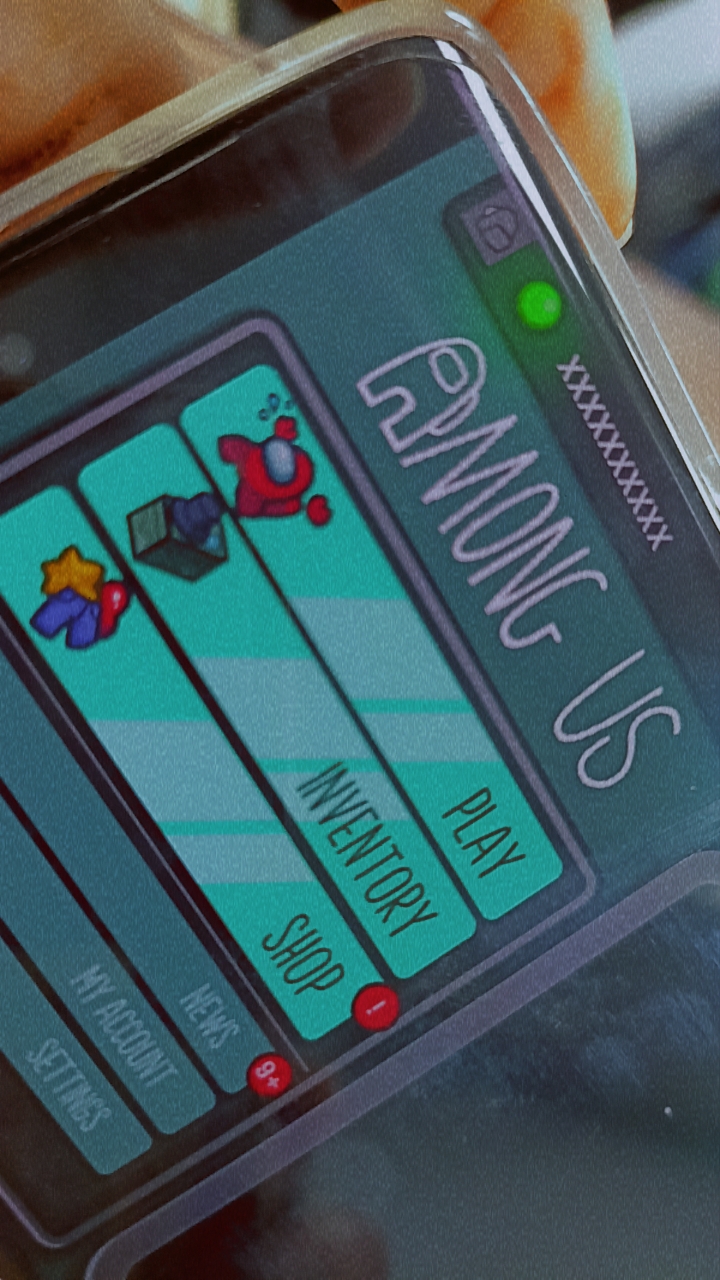 XXXXXXXXXX
AMONG US
PLAY
INVENTORY
SHOP
!
NEWS
9+
MY ACCOUNT
SETTINGS